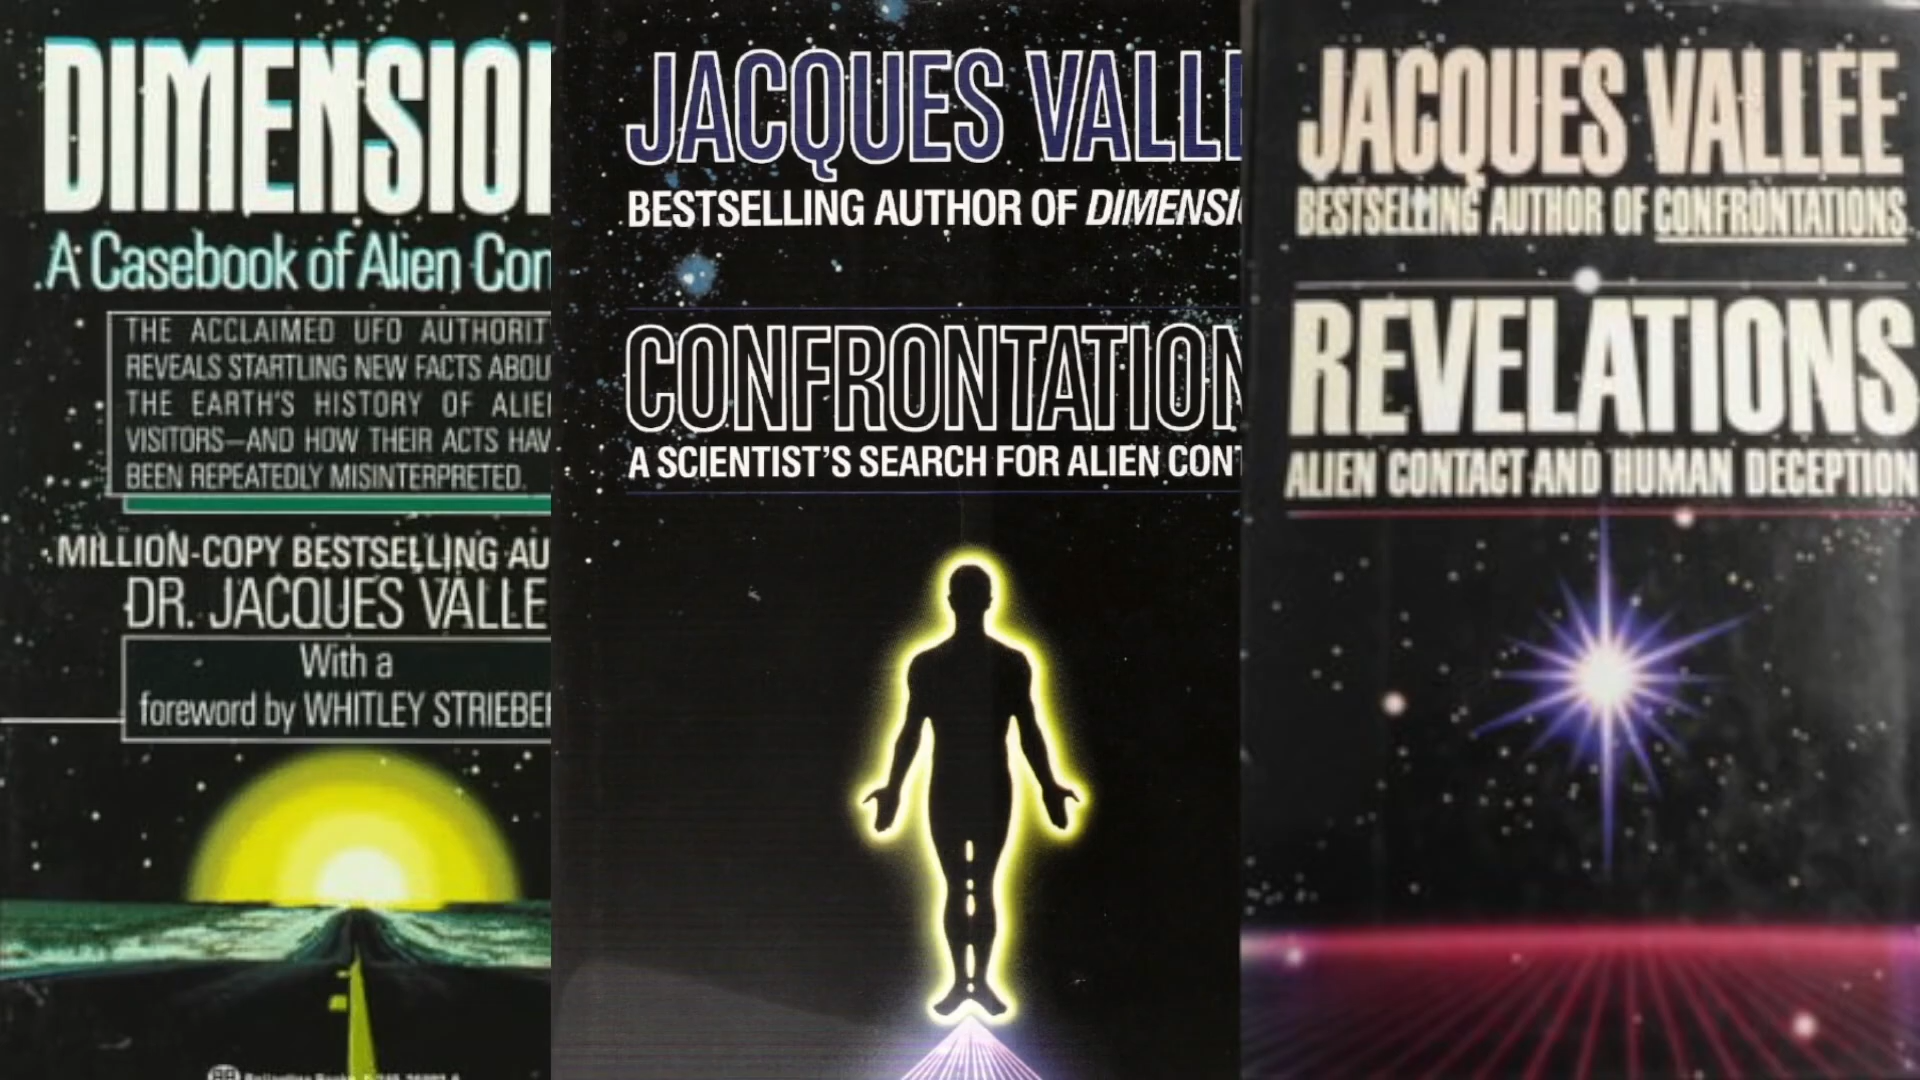 DIMENSION
A Casebook of Alien Con
THE ACCLAIMED UFO AUTHORIT
REVEALS STARTLING NEW FACTS ABOU
THE EARTH'S HISTORY OF ALIEN
VISITORS—AND HOW THEIR ACTS HAV
BEEN REPEATEDLY MISINTERPRETED.
MILLION-COPY BESTSELLING AU
DR. JACQUES VALLE
With a
foreword by WHITLEY STRIEBER
JACQUES VALLE
BESTSELLING AUTHOR OF DIMENSI
CONFRONTATION
A SCIENTIST'S SEARCH FOR ALIEN CONT
JACQUES VALLEE
BESTSELLING AUTHOR OF CONFRONTATIONS
REVELATIONS
ALIEN CONTACT AND HUMAN DECEPTION